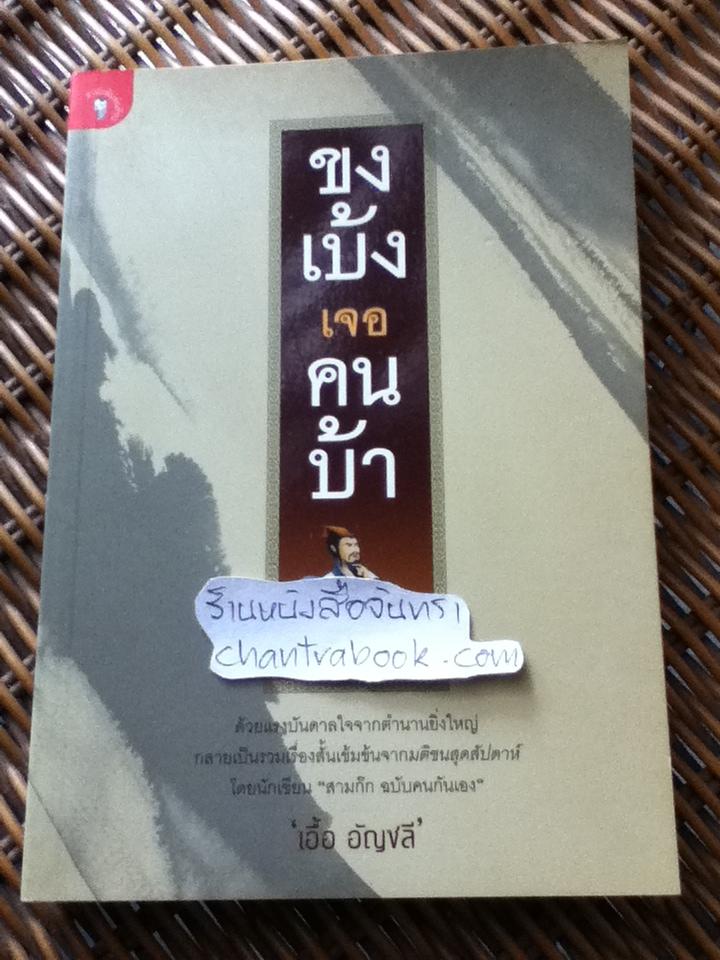 ขง
เบ้ง
เจอ
คน
บ้า
ร้านหนังสือจันทรา
chantrabook.com
ด้วยแรงบันดาลใจจากตำนานยิ่งใหญ่
กลายเป็นรวมเรื่องสั้นเข้มข้นจากมติชนสุดสัปดาห์
โดยนักเขียน "สามก๊ก ฉบับคนกันเอง"
'เอื้อ อัญชลี'